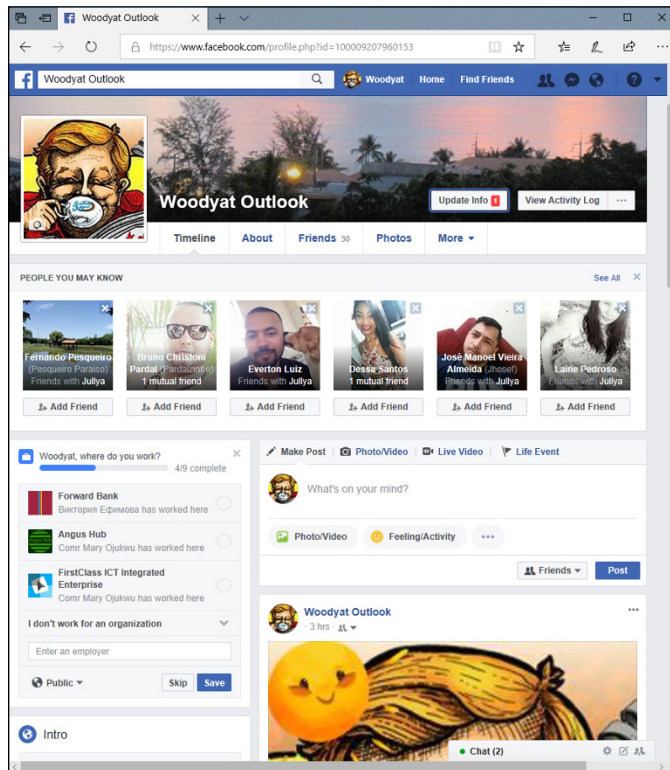 Woodyat Outlook
https://www.facebook.com/profile.php?id=100009207960153
Woodyat Outlook
Woodyat Home Find Friends
Woodyat Outlook
Update Info 1 View Activity Log
Timeline About Friends 30 Photos More
PEOPLE YOU MAY KNOW See All
Fernando Pesqueiro
(Pesqueiro Paraiso)
Friends with Juliya
Add Friend
Bruno Christoni
Pardal (Pardalzinho)
1 mutual friend
Add Friend
Everton Luiz
Friends with Juliya
Add Friend
Dessa Santos
1 mutual friend
Add Friend
Josè Manoel Vieira
Almeida (Jhosef)
Friends with Juliya
Add Friend
Laine Pedroso
Friends with Juliya
Add Friend
Woodyat, where do you work?
4/9 complete
Forward Bank
Виктория Ефимова has worked here
Angus Hub
Comr Mary Ojukwu has worked here
FirstClass ICT Integrated
Enterprise
Comr Mary Ojukwu has worked here
I don't work for an organization
Enter an employer
Public Skip Save
Intro
Make Post Photo/Video Live Video Life Event
What's on your mind?
Photo/Video Feeling/Activity
Friends Post
Woodyat Outlook
3 hrs
Chat (2)